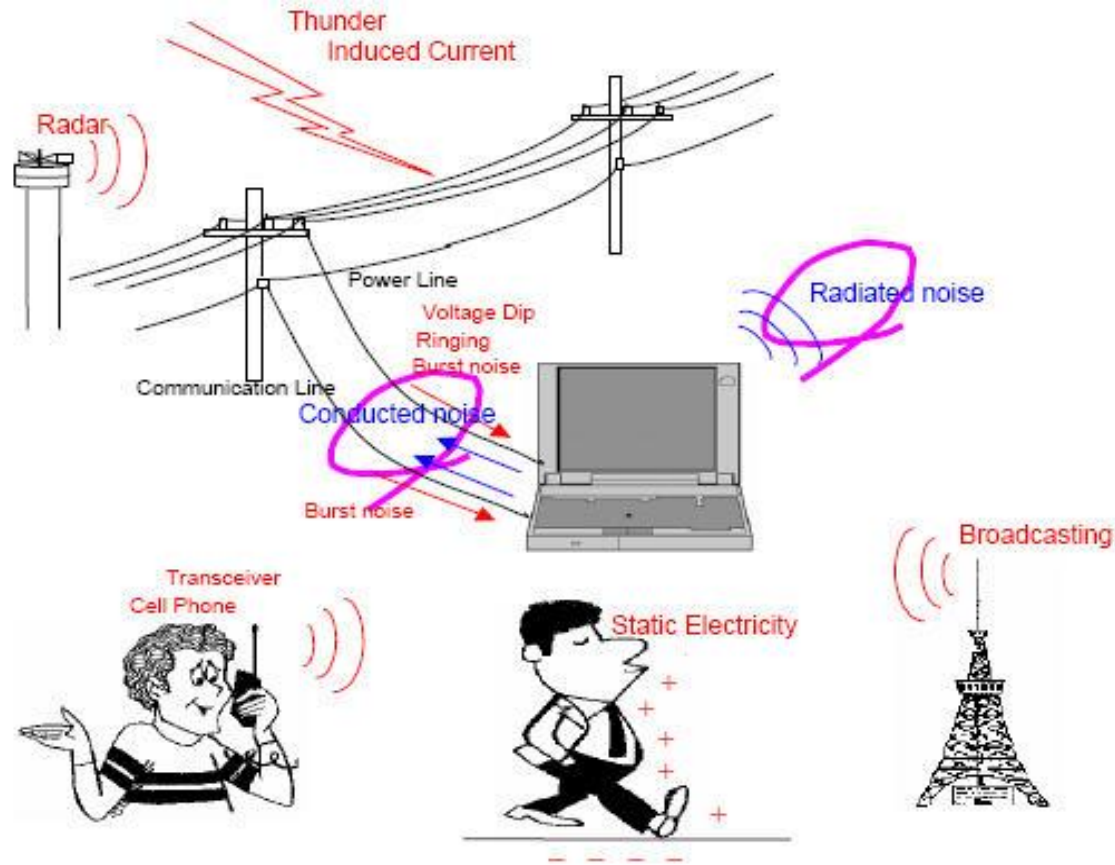 Thunder
Induced Current
Radar
Power Line
Radiated noise
Voltage Dip
Ringing
Burst noise
Communication Line
Conducted noise
Burst noise
Broadcasting
Transceiver
Cell Phone
Static Electricity
+
+
+
+
+
- - - -